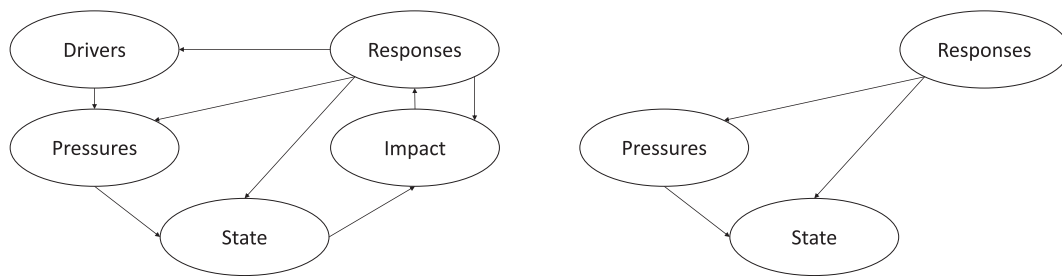 Drivers
Responses
Pressures
Impact
State
Responses
Pressures
State